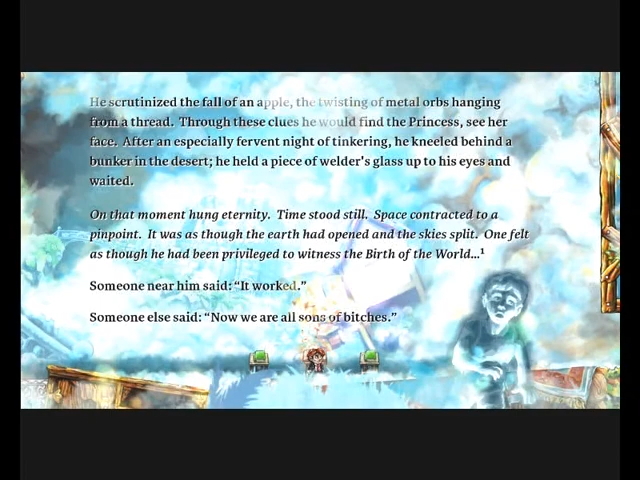 He scrutinized the fall of an apple, the twisting of metal orbs hanging
from a thread. Through these clues he would find the Princess, see her
face. After an especially fervent night of tinkering, he kneeled behind a
bunker in the desert; he held a piece of welder's glass up to his eyes and
waited.
On that moment hung eternity. Time stood still. Space contracted to a
pinpoint. It was as though the earth had opened and the skies split. One felt
as though he had been privileged to witness the Birth of the World...¹
Someone near him said: “It worked.”
Someone else said: “Now we are all sons of bitches.”